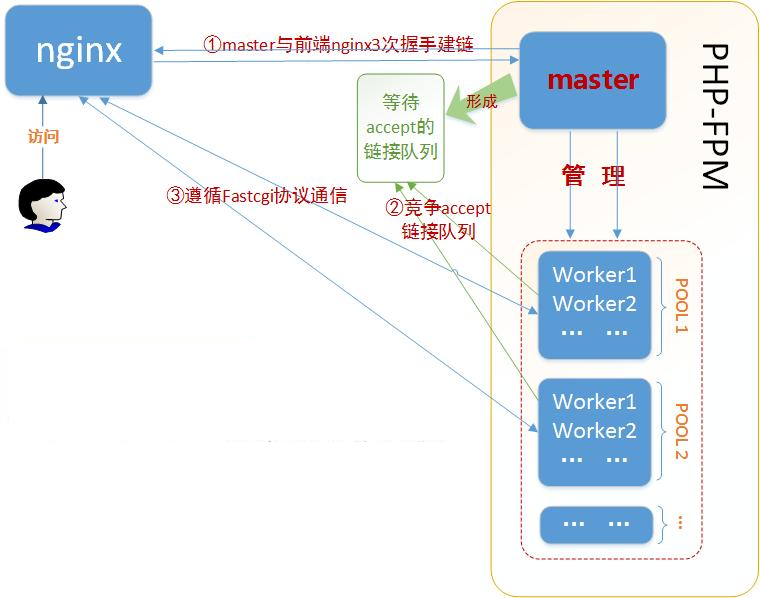 nginx
①master与前端nginx3次握手建链
master
PHP-FPM
等待
accept的
链接队列
形成
访问
管 理
③遵循Fastcgi协议通信
②竞争accept
链接队列
Worker1
Worker2
... ...
POOL 1
Worker1
Worker2
... ...
POOL 2
... ...
...